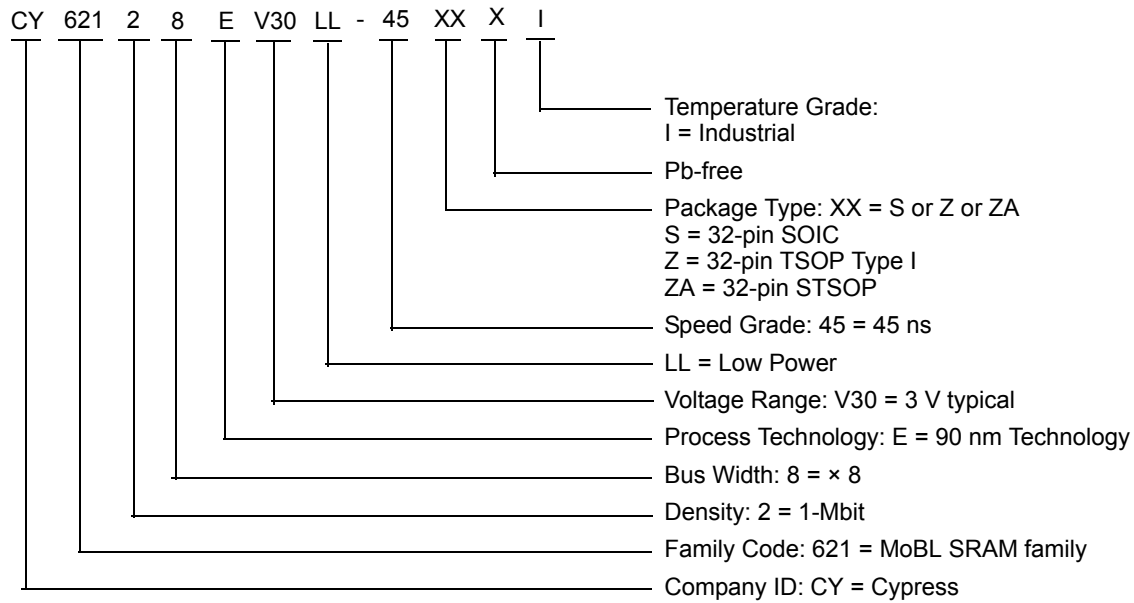 CY 621 2 8 E V30 LL - 45 XX X I
Temperature Grade:
I = Industrial
Pb-free
Package Type: XX = S or Z or ZA
S = 32-pin SOIC
Z = 32-pin TSOP Type I
ZA = 32-pin STSOP
Speed Grade: 45 = 45 ns
LL = Low Power
Voltage Range: V30 = 3 V typical
Process Technology: E = 90 nm Technology
Bus Width: 8 = × 8
Density: 2 = 1-Mbit
Family Code: 621 = MoBL SRAM family
Company ID: CY = Cypress